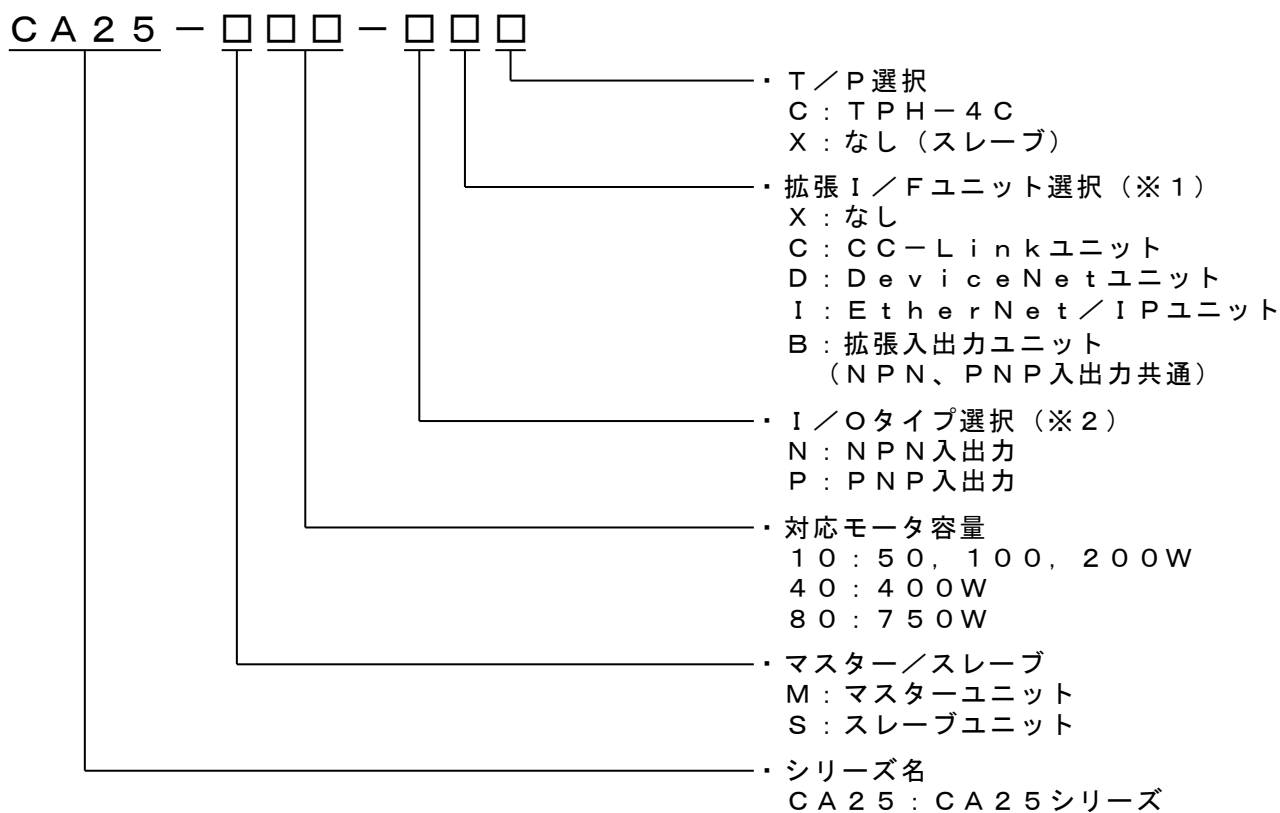 CA25-□□□-□□□
・T/P選択
C:TPH-4C
X:なし(スレーブ)
・拡張I/Fユニット選択(※1)
X:なし
C:CC-Linkユニット
D:DeviceNetユニット
I:EtherNet/IPユニット
B:拡張入出力ユニット
(NPN、PNP入出力共通)
・I/Oタイプ選択(※2)
N:NPN入出力
P:PNP入出力
・対応モータ容量
10:50, 100, 200W
40:400W
80:750W
・マスター/スレーブ
M:マスターユニット
S:スレーブユニット
・シリーズ名
CA25:CA25シリーズ